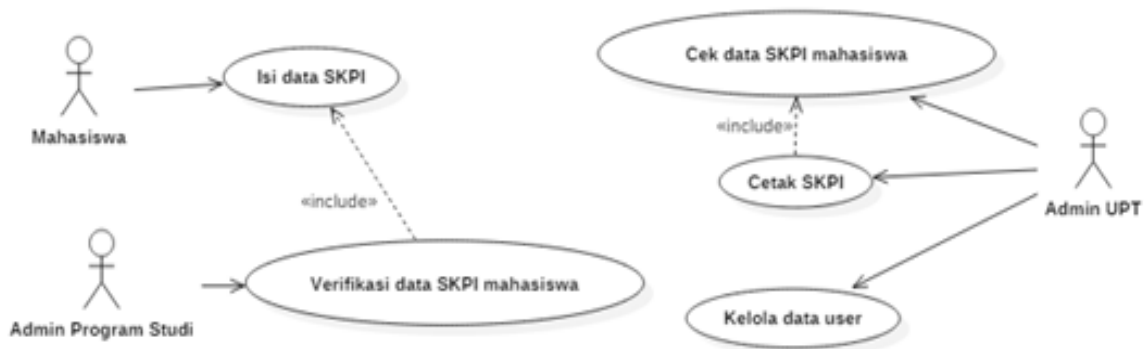 Cek data SKPI mahasiswa
Isi data SKPI
«include»
Mahasiswa
Cetak SKPI
«include»
Admin UPT
Verifikasi data SKPI mahasiswa
Kelola data user
Admin Program Studi